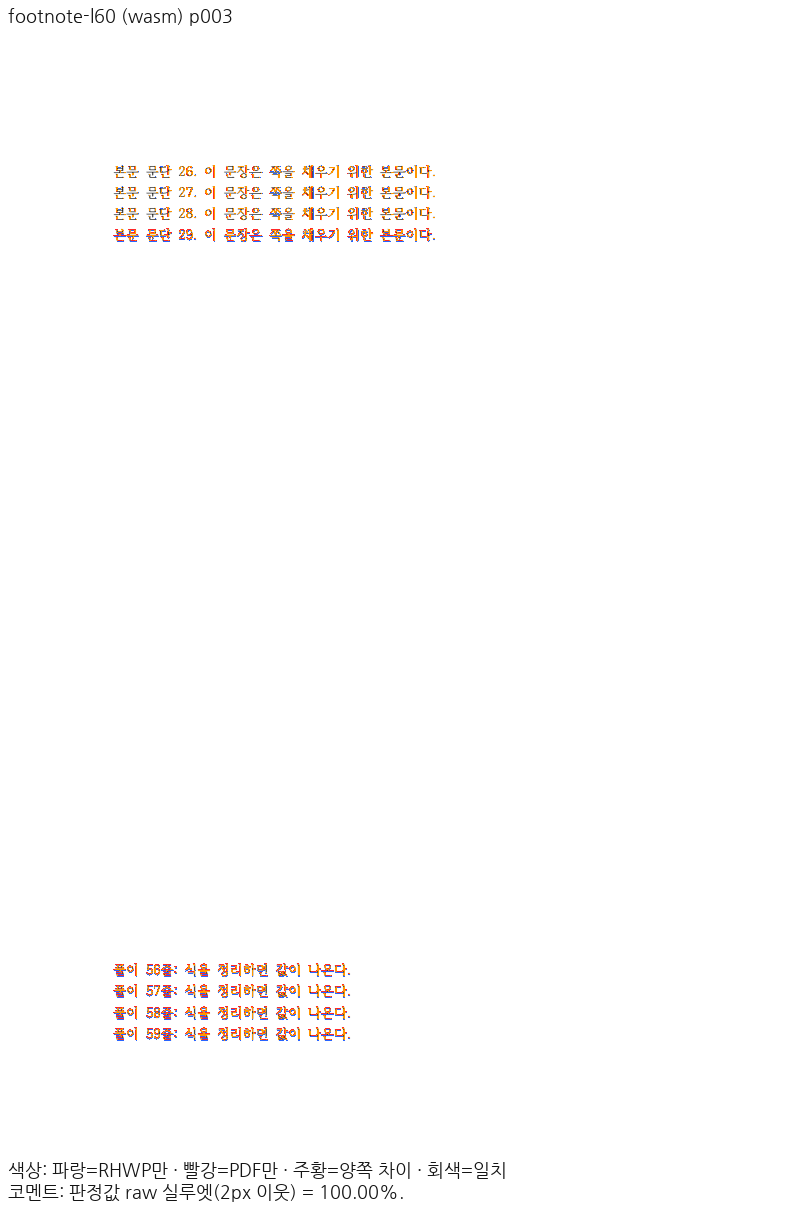 footnote-l60 (wasm) p003
본문 문단 26. 이 문장은 쪽을 채우기 위한 본문이다.
본문 문단 27. 이 문장은 쪽을 채우기 위한 본문이다.
본문 문단 28. 이 문장은 쪽을 채우기 위한 본문이다.
본문 문단 29. 이 문장은 쪽을 채우기 위한 본문이다.
풀이 56줄: 식을 정리하면 값이 나온다.
풀이 57줄: 식을 정리하면 값이 나온다.
풀이 58줄: 식을 정리하면 값이 나온다.
풀이 59줄: 식을 정리하면 값이 나온다.
색상: 파랑=RHWP만 · 빨강=PDF만 · 주황=양쪽 차이 · 회색=일치
코멘트: 판정값 raw 실루엣(2px 이웃) = 100.00%.